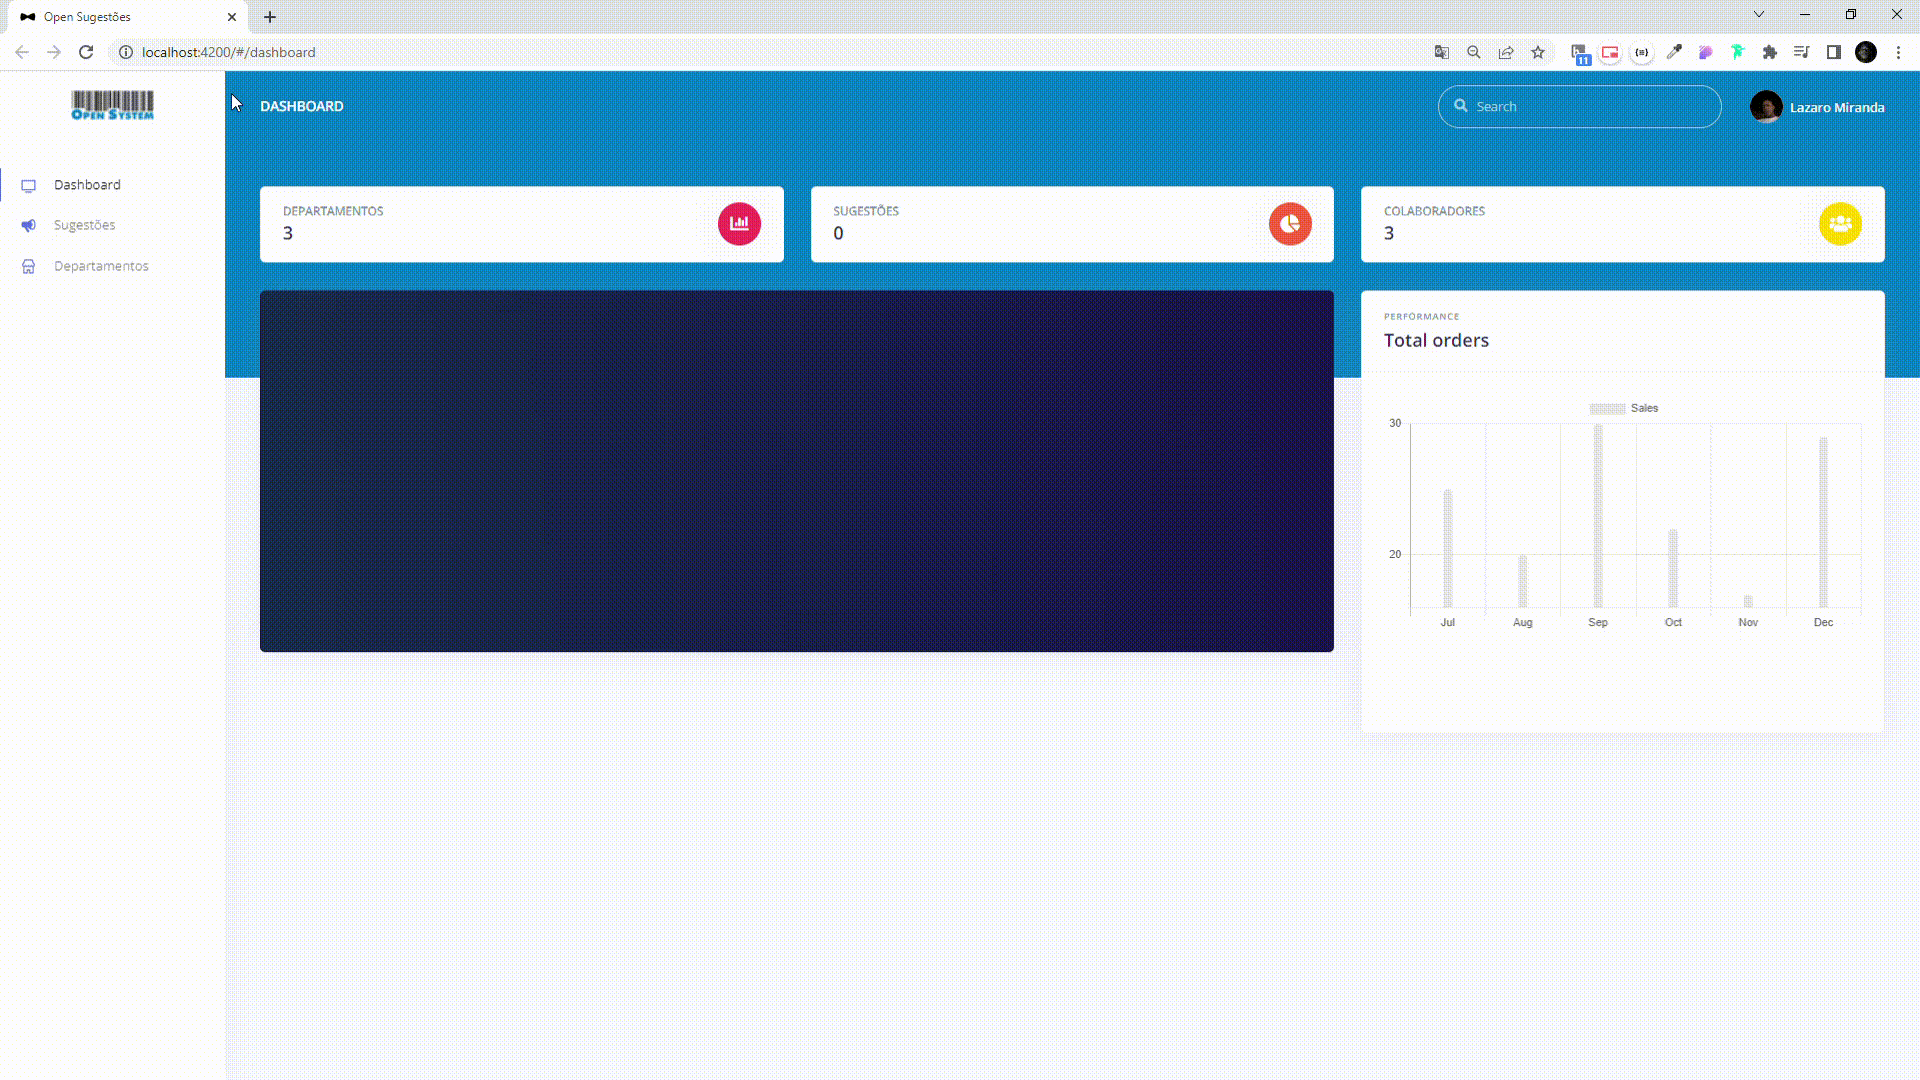 Open Sugestões
localhost:4200/#/dashboard
11
OPEN SYSTEM
DASHBOARD
Search
Lazaro Miranda
Dashboard
Sugestões
Departamentos
DEPARTAMENTOS
3
SUGESTÕES
0
COLABORADORES
3
PERFORMANCE
Total orders
Sales
30
20
Jul Aug Sep Oct Nov Dec